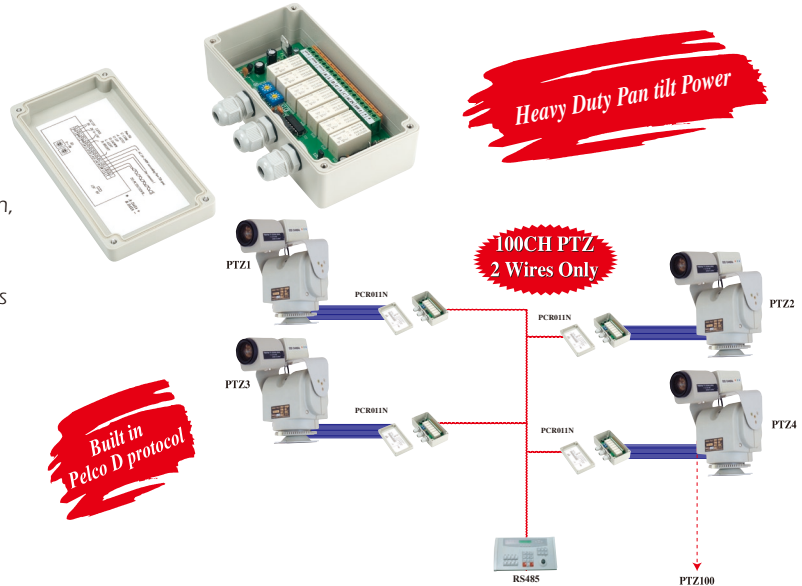 Heavy Duty Pan tilt Power
n,
s
100CH PTZ
2 Wires Only
PTZ1
PCR011N
PTZ2
PCR011N
PTZ3
PCR011N
PTZ4
PCR011N
Built in
Pelco D protocol
RS485
PTZ100